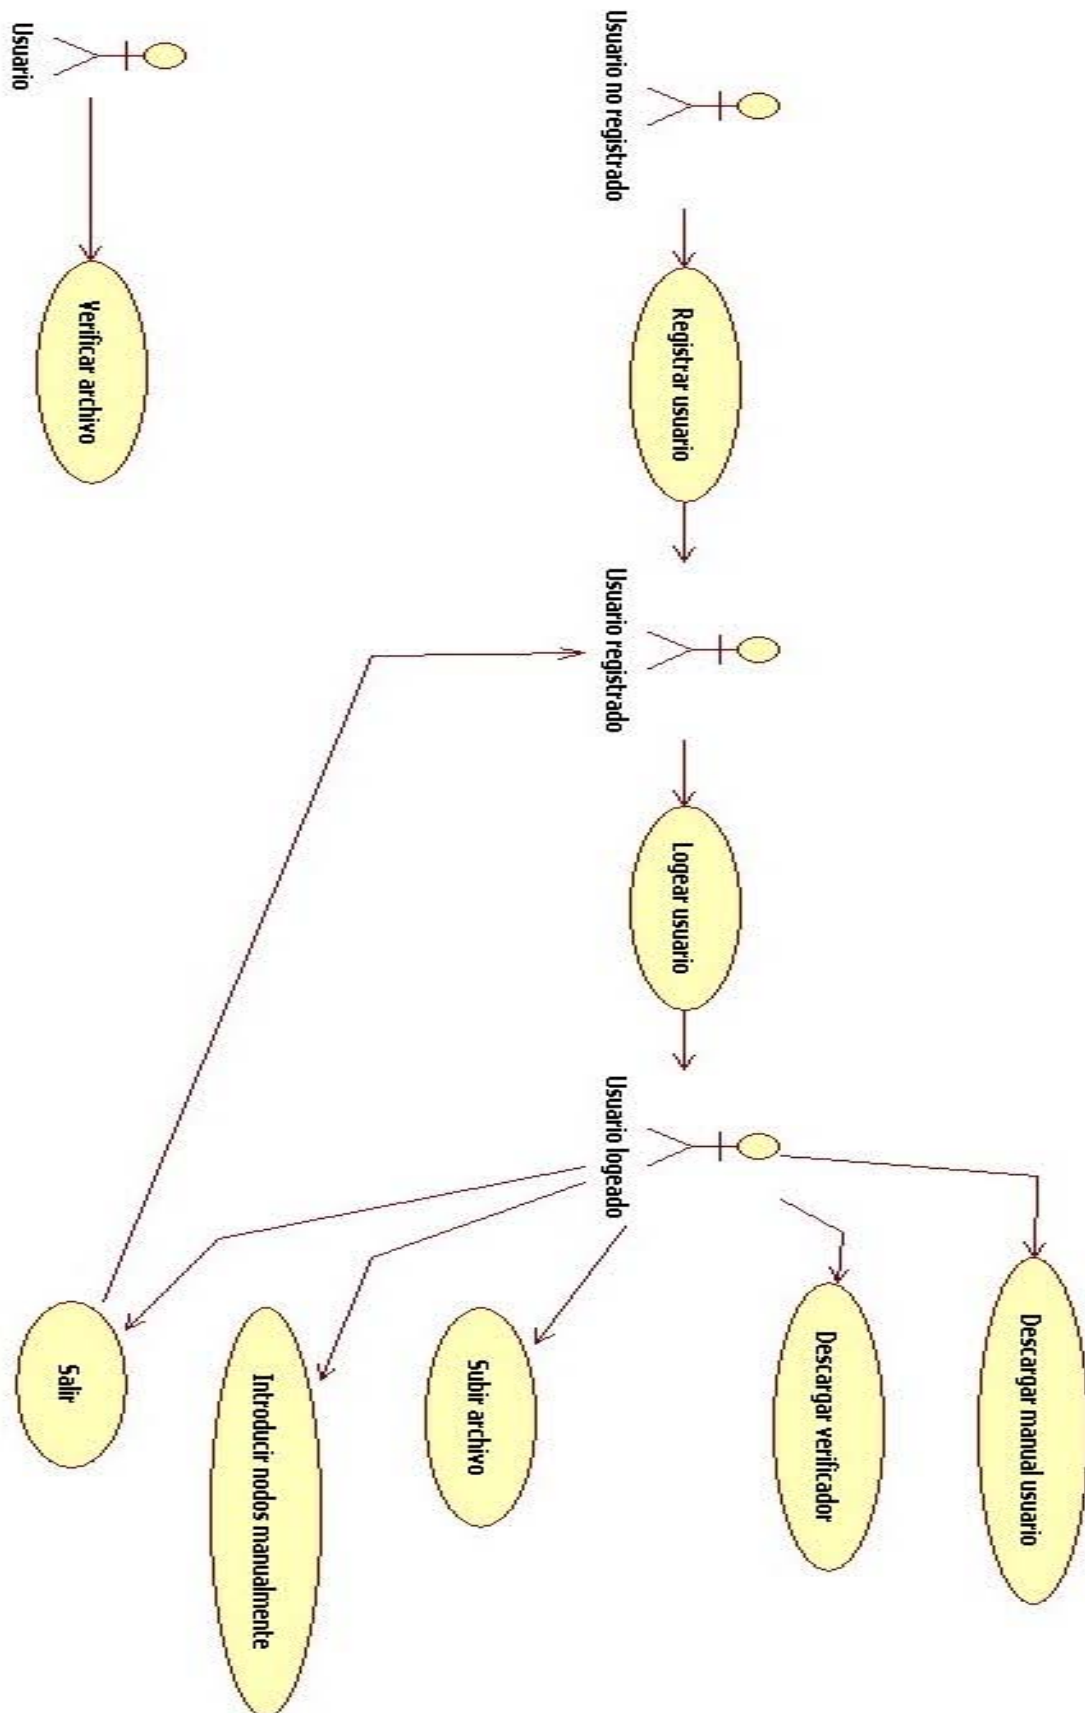 Descargar manual usuario
Descargar verificador
Usuario no registrado
Registrar usuario
Usuario registrado
Logear usuario
Usuario logeado
Subir archivo
Introducir nodos manualmente
Salir
Usuario
Verificar archivo